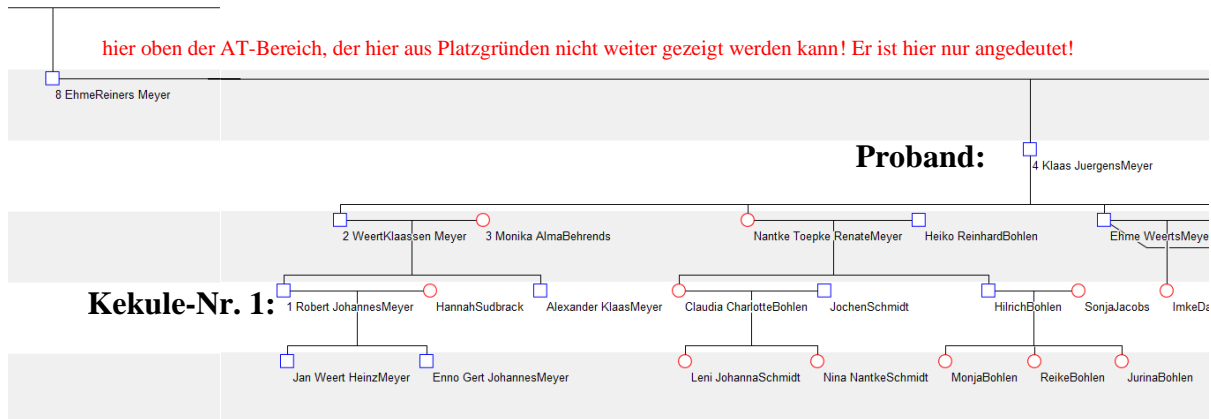 hier oben der AT-Bereich, der hier aus Platzgründen nicht weiter gezeigt werden kann! Er ist hier nur angedeutet!
8 EhmeReiners Meyer
Proband:
4 Klaas JuergensMeyer
2 WeertKlaassen Meyer 3 Monika AlmaBehrends Nantke Toepke RenateMeyer Heiko ReinhardBohlen Ehme WeertsMeye
Kekule-Nr. 1: 1 Robert JohannesMeyer HannahSudbrack Alexander KlaasMeyer Claudia CharlotteBohlen JochenSchmidt HilrichBohlen SonjaJacobs ImkeDa
Jan Weert HeinzMeyer Enno Gert JohannesMeyer Leni JohannaSchmidt Nina NantkeSchmidt MonjaBohlen ReikeBohlen JurinaBohlen